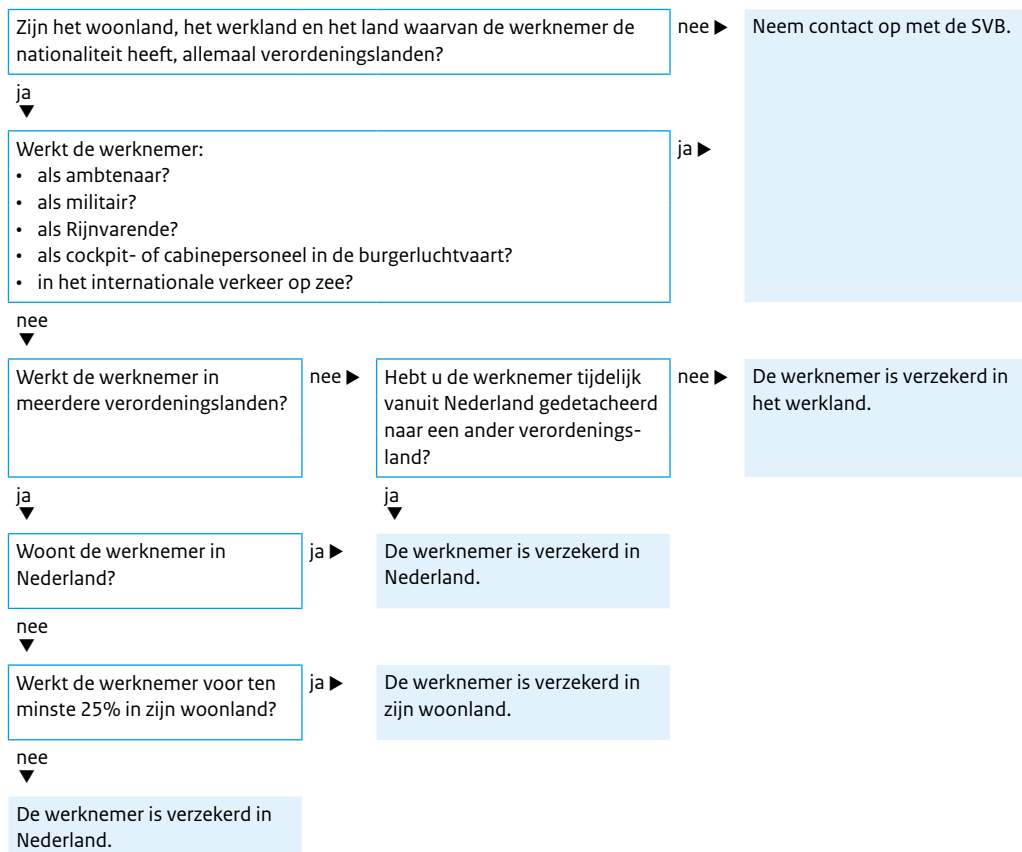 Zijn het woonland, het werkland en het land waarvan de werknemer de
nationaliteit heeft, allemaal verordeningslanden?
nee ▶
Neem contact op met de SVB.
ja
▼
Werkt de werknemer:
• als ambtenaar?
• als militair?
• als Rijnvarende?
• als cockpit- of cabinepersoneel in de burgerluchtvaart?
• in het internationale verkeer op zee?
ja ▶
nee
▼
Werkt de werknemer in
meerdere verordeningslanden?
nee ▶
Hebt u de werknemer tijdelijk
vanuit Nederland gedetacheerd
naar een ander verordenings-
land?
nee ▶
De werknemer is verzekerd in
het werkland.
ja
▼
ja
▼
Woont de werknemer in
Nederland?
ja ▶
De werknemer is verzekerd in
Nederland.
nee
▼
Werkt de werknemer voor ten
minste 25% in zijn woonland?
ja ▶
De werknemer is verzekerd in
zijn woonland.
nee
▼
De werknemer is verzekerd in
Nederland.